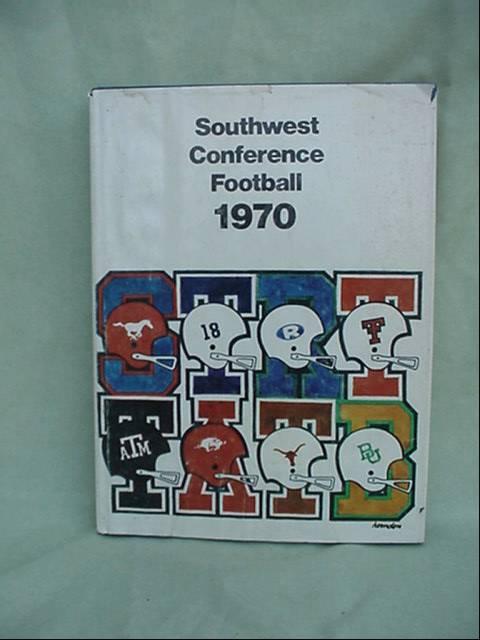 Southwest
Conference
Football
1970
S T R T
18 R T
T A T B
ATM BU